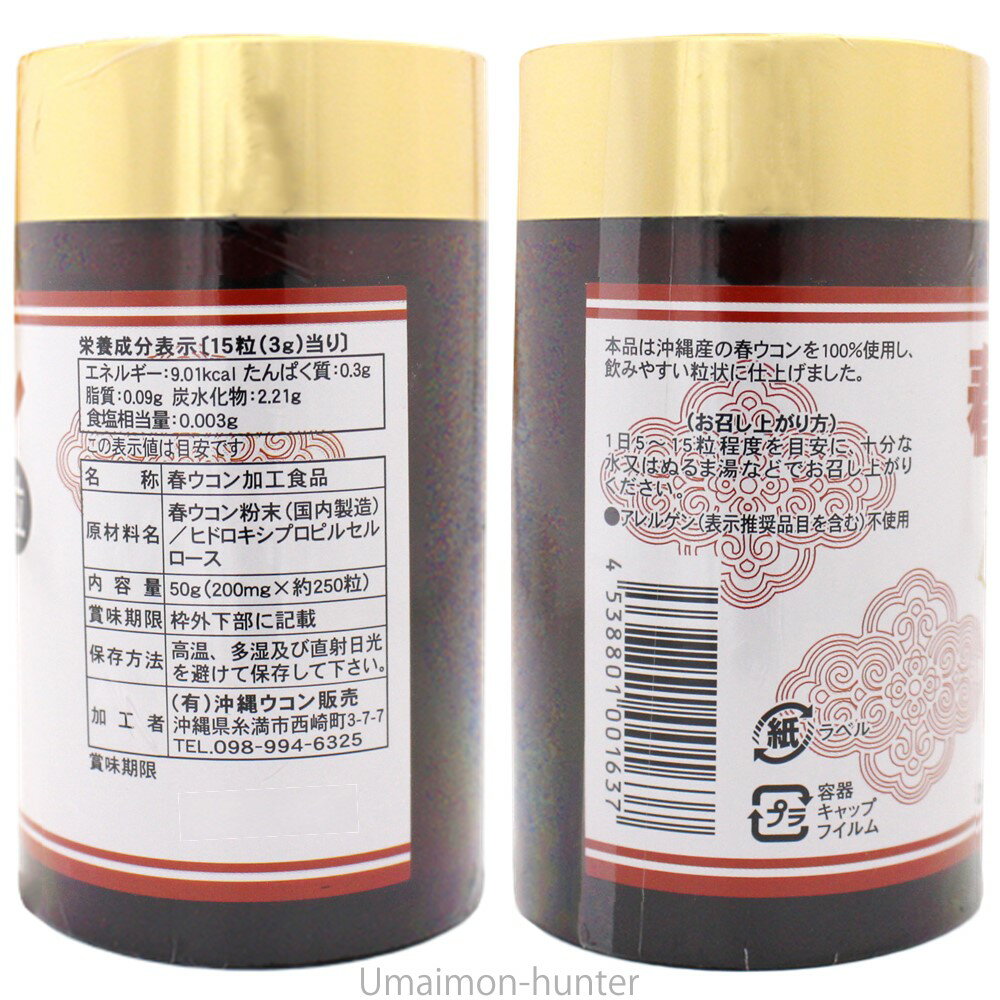 栄養成分表示〔15粒(3g)当り〕
エネルギー:9.01kcal たんぱく質:0.3g
脂質:0.09g 炭水化物:2.21g
食塩相当量:0.003g
この表示値は目安です
名称 春ウコン加工食品
原材料名 春ウコン粉末(国内製造)
/ヒドロキシプロピルセル
ロース
内容量 50g(200mg×約250粒)
賞味期限 枠外下部に記載
保存方法 高温、多湿及び直射日光
を避けて保存して下さい。
加工者 (有)沖縄ウコン販売
沖縄県糸満市西崎町3-7-7
TEL.098-994-6325
賞味期限
本品は沖縄産の春ウコンを100%使用し、
飲みやすい粒状に仕上げました。
(お召し上がり方)
1日5〜15粒程度を目安に、十分な
水又はぬるま湯などでお召し上がり
ください。
●アレルゲン(表示推奨品目を含む)不使用
4 538801 001637
紙 ラベル
プラ 容器
キャップ
フイルム
Umaimon-hunter